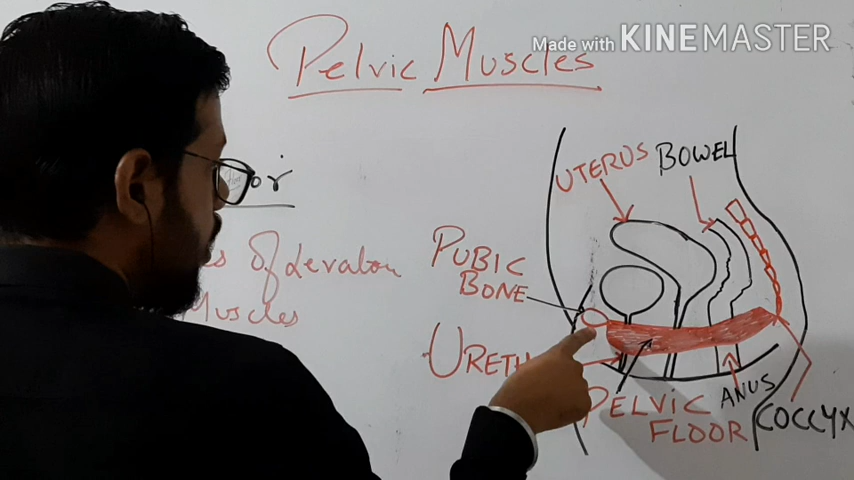 Made with KINEMASTER
Pelvic Muscles
UTERUS
BOWEL
of Levator
Muscles
PUBIC
BONE
URETH
PELVIC
FLOOR
ANUS
COCCYX